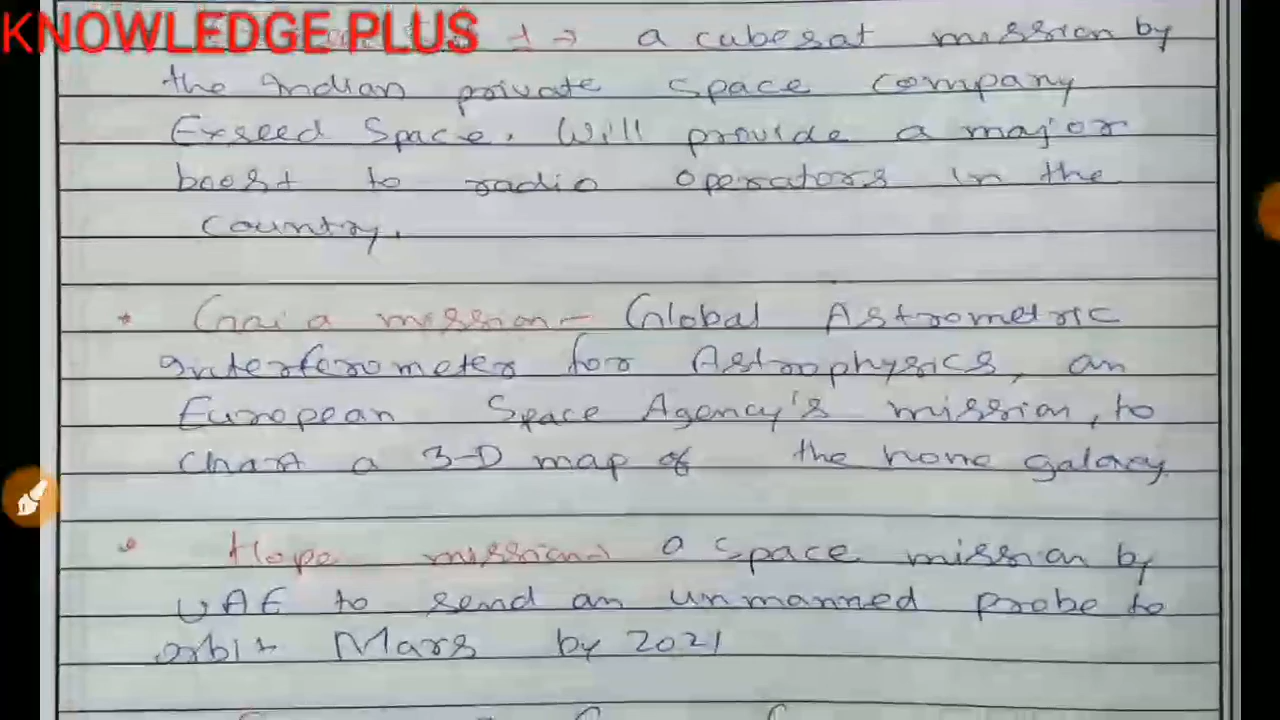 KNOWLEDGE PLUS 1 → a cubesat mission by
the Indian private space company
Exseed Space. Will provide a major
boost to radio operators in the
country.
* Gaia mission - Global Astrometric
Interferometer for Astrophysics, an
European Space Agency's mission, to
chart a 3-D map of the home galaxy.
Hope mission → a space mission by
UAE to send an unmanned probe to
orbit Mars by 2021